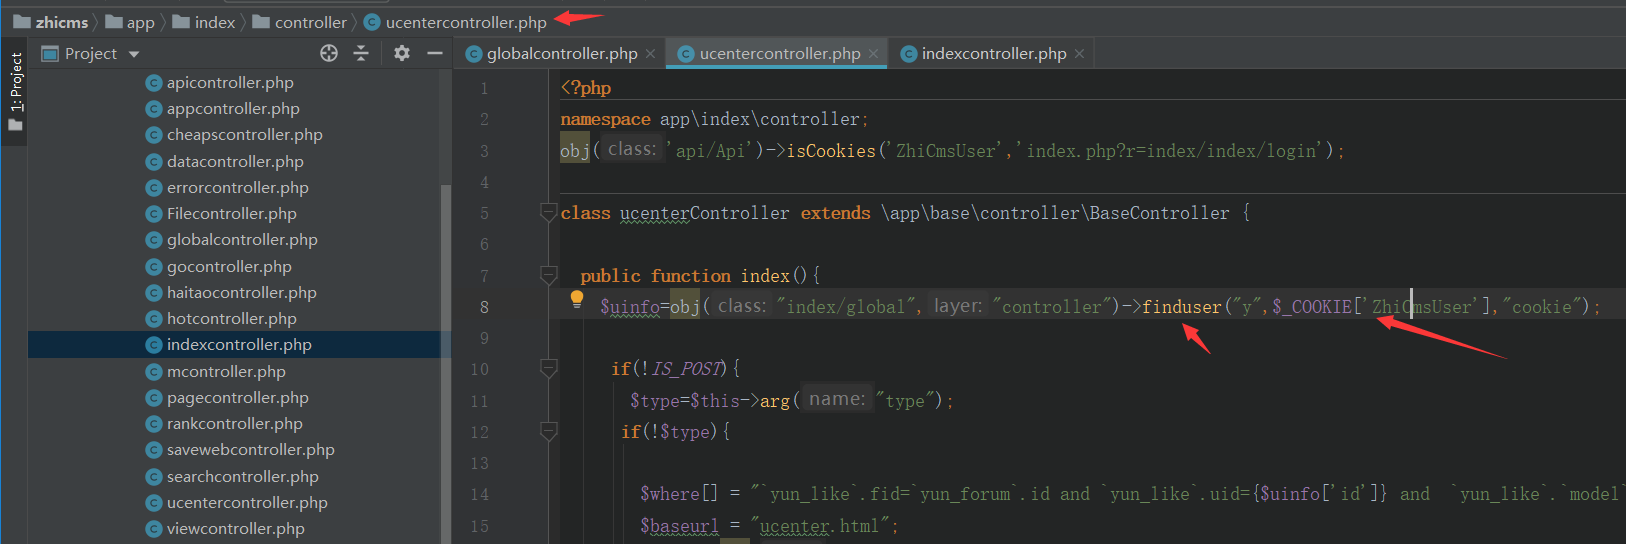 zhicms app index controller ucentercontroller.php
1: Project
Project
apicontroller.php
appcontroller.php
cheapscontroller.php
datacontroller.php
errorcontroller.php
Filecontroller.php
globalcontroller.php
gocontroller.php
haitaocontroller.php
hotcontroller.php
indexcontroller.php
mcontroller.php
pagecontroller.php
rankcontroller.php
savewebcontroller.php
searchcontroller.php
ucentercontroller.php
viewcontroller.php
globalcontroller.php × ucentercontroller.php × indexcontroller.php ×
1 <?php
2 namespace app\index\controller;
3 obj( class: 'api/Api')->isCookies('ZhiCmsUser','index.php?r=index/index/login');
4
5 class ucenterController extends \app\base\controller\BaseController {
6
7 public function index(){
8 $uinfo=obj( class: "index/global", layer: "controller")->finduser("y",$_COOKIE['ZhiCmsUser'],"cookie");
9
10 if(!IS_POST){
11 $type=$this->arg( name: "type");
12 if(!$type){
13
14 $where[] = "`yun_like`.fid=`yun_forum`.id and `yun_like`.uid={$uinfo['id']} and `yun_like`.`model`
15 $baseurl = "ucenter.html";